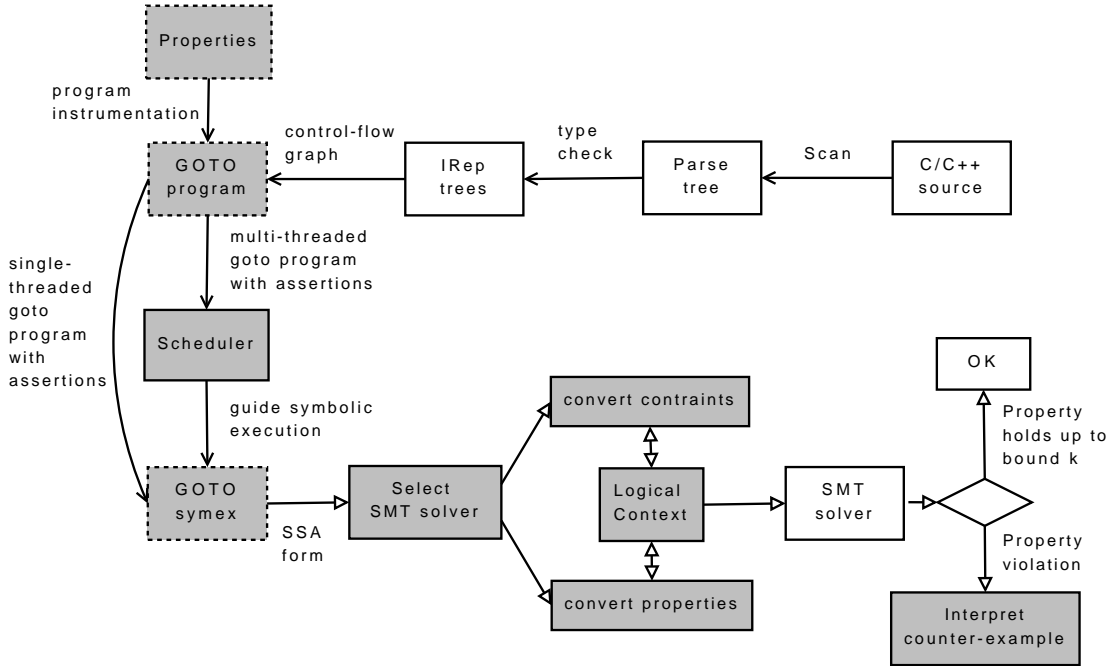 Properties
program
instrumentation
GOTO
program
control-flow
graph
IRep
trees
type
check
Parse
tree
Scan
C/C++
source
multi-threaded
goto program
with assertions
single-
threaded
goto
program
with
assertions
Scheduler
guide symbolic
execution
GOTO
symex
SSA
form
Select
SMT solver
convert contraints
Logical
Context
convert properties
SMT
solver
OK
Property
holds up to
bound k
Property
violation
Interpret
counter-example